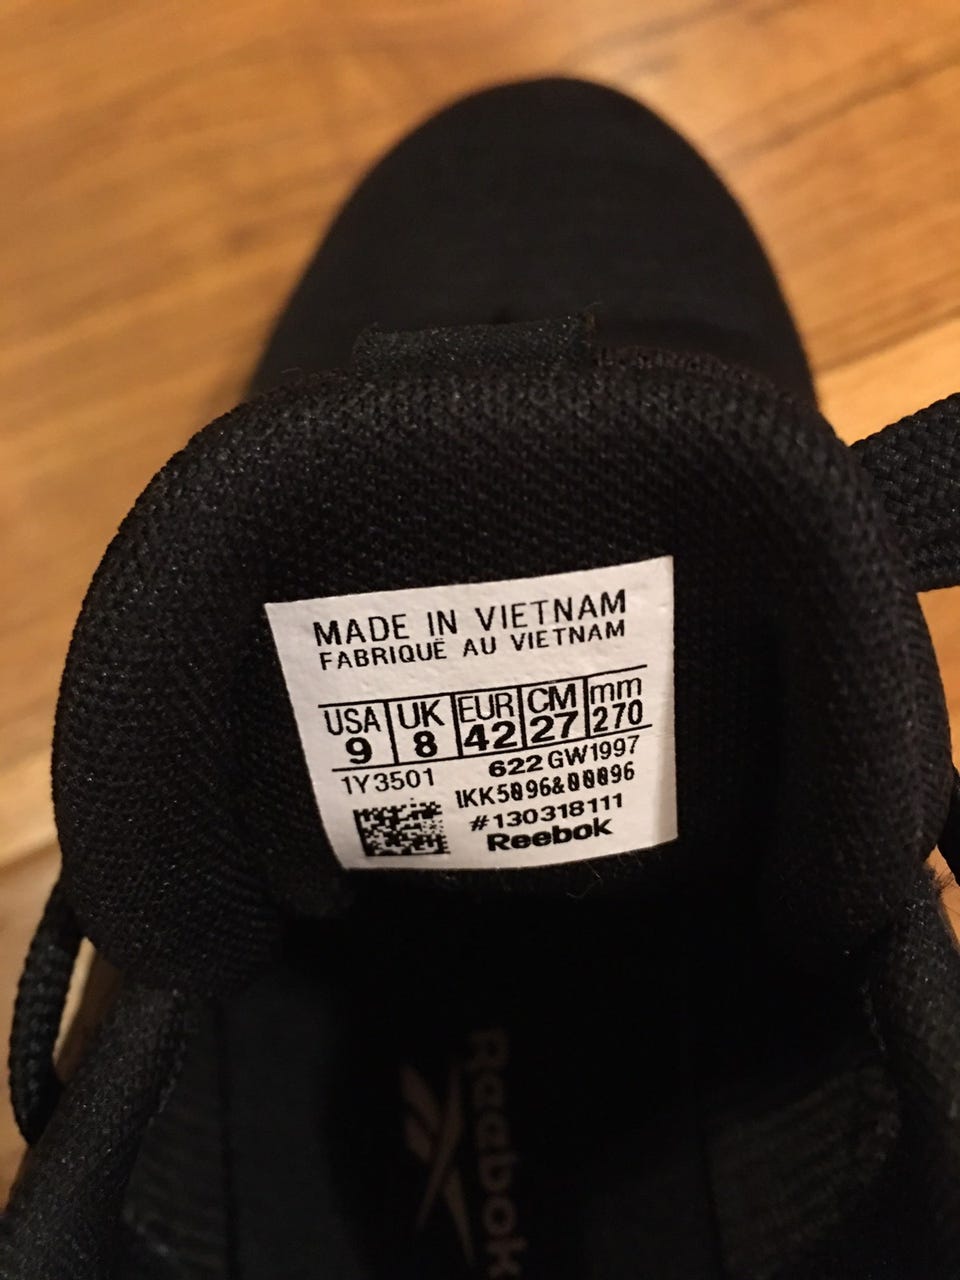 MADE IN VIETNAM
FABRIQUÉ AU VIETNAM
USA UK EUR CM mm
9 8 42 27 270
1Y3501 622 GW1997
IKK5096&00096
#130318111
Reebok
Reebok